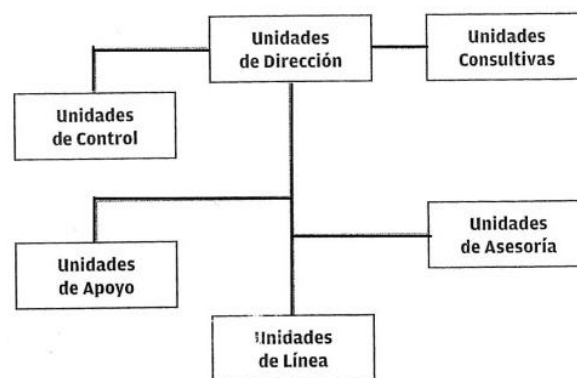 Unidades
de Dirección
Unidades
Consultivas
Unidades
de Control
Unidades
de Asesoría
Unidades
de Apoyo
Unidades
de Línea